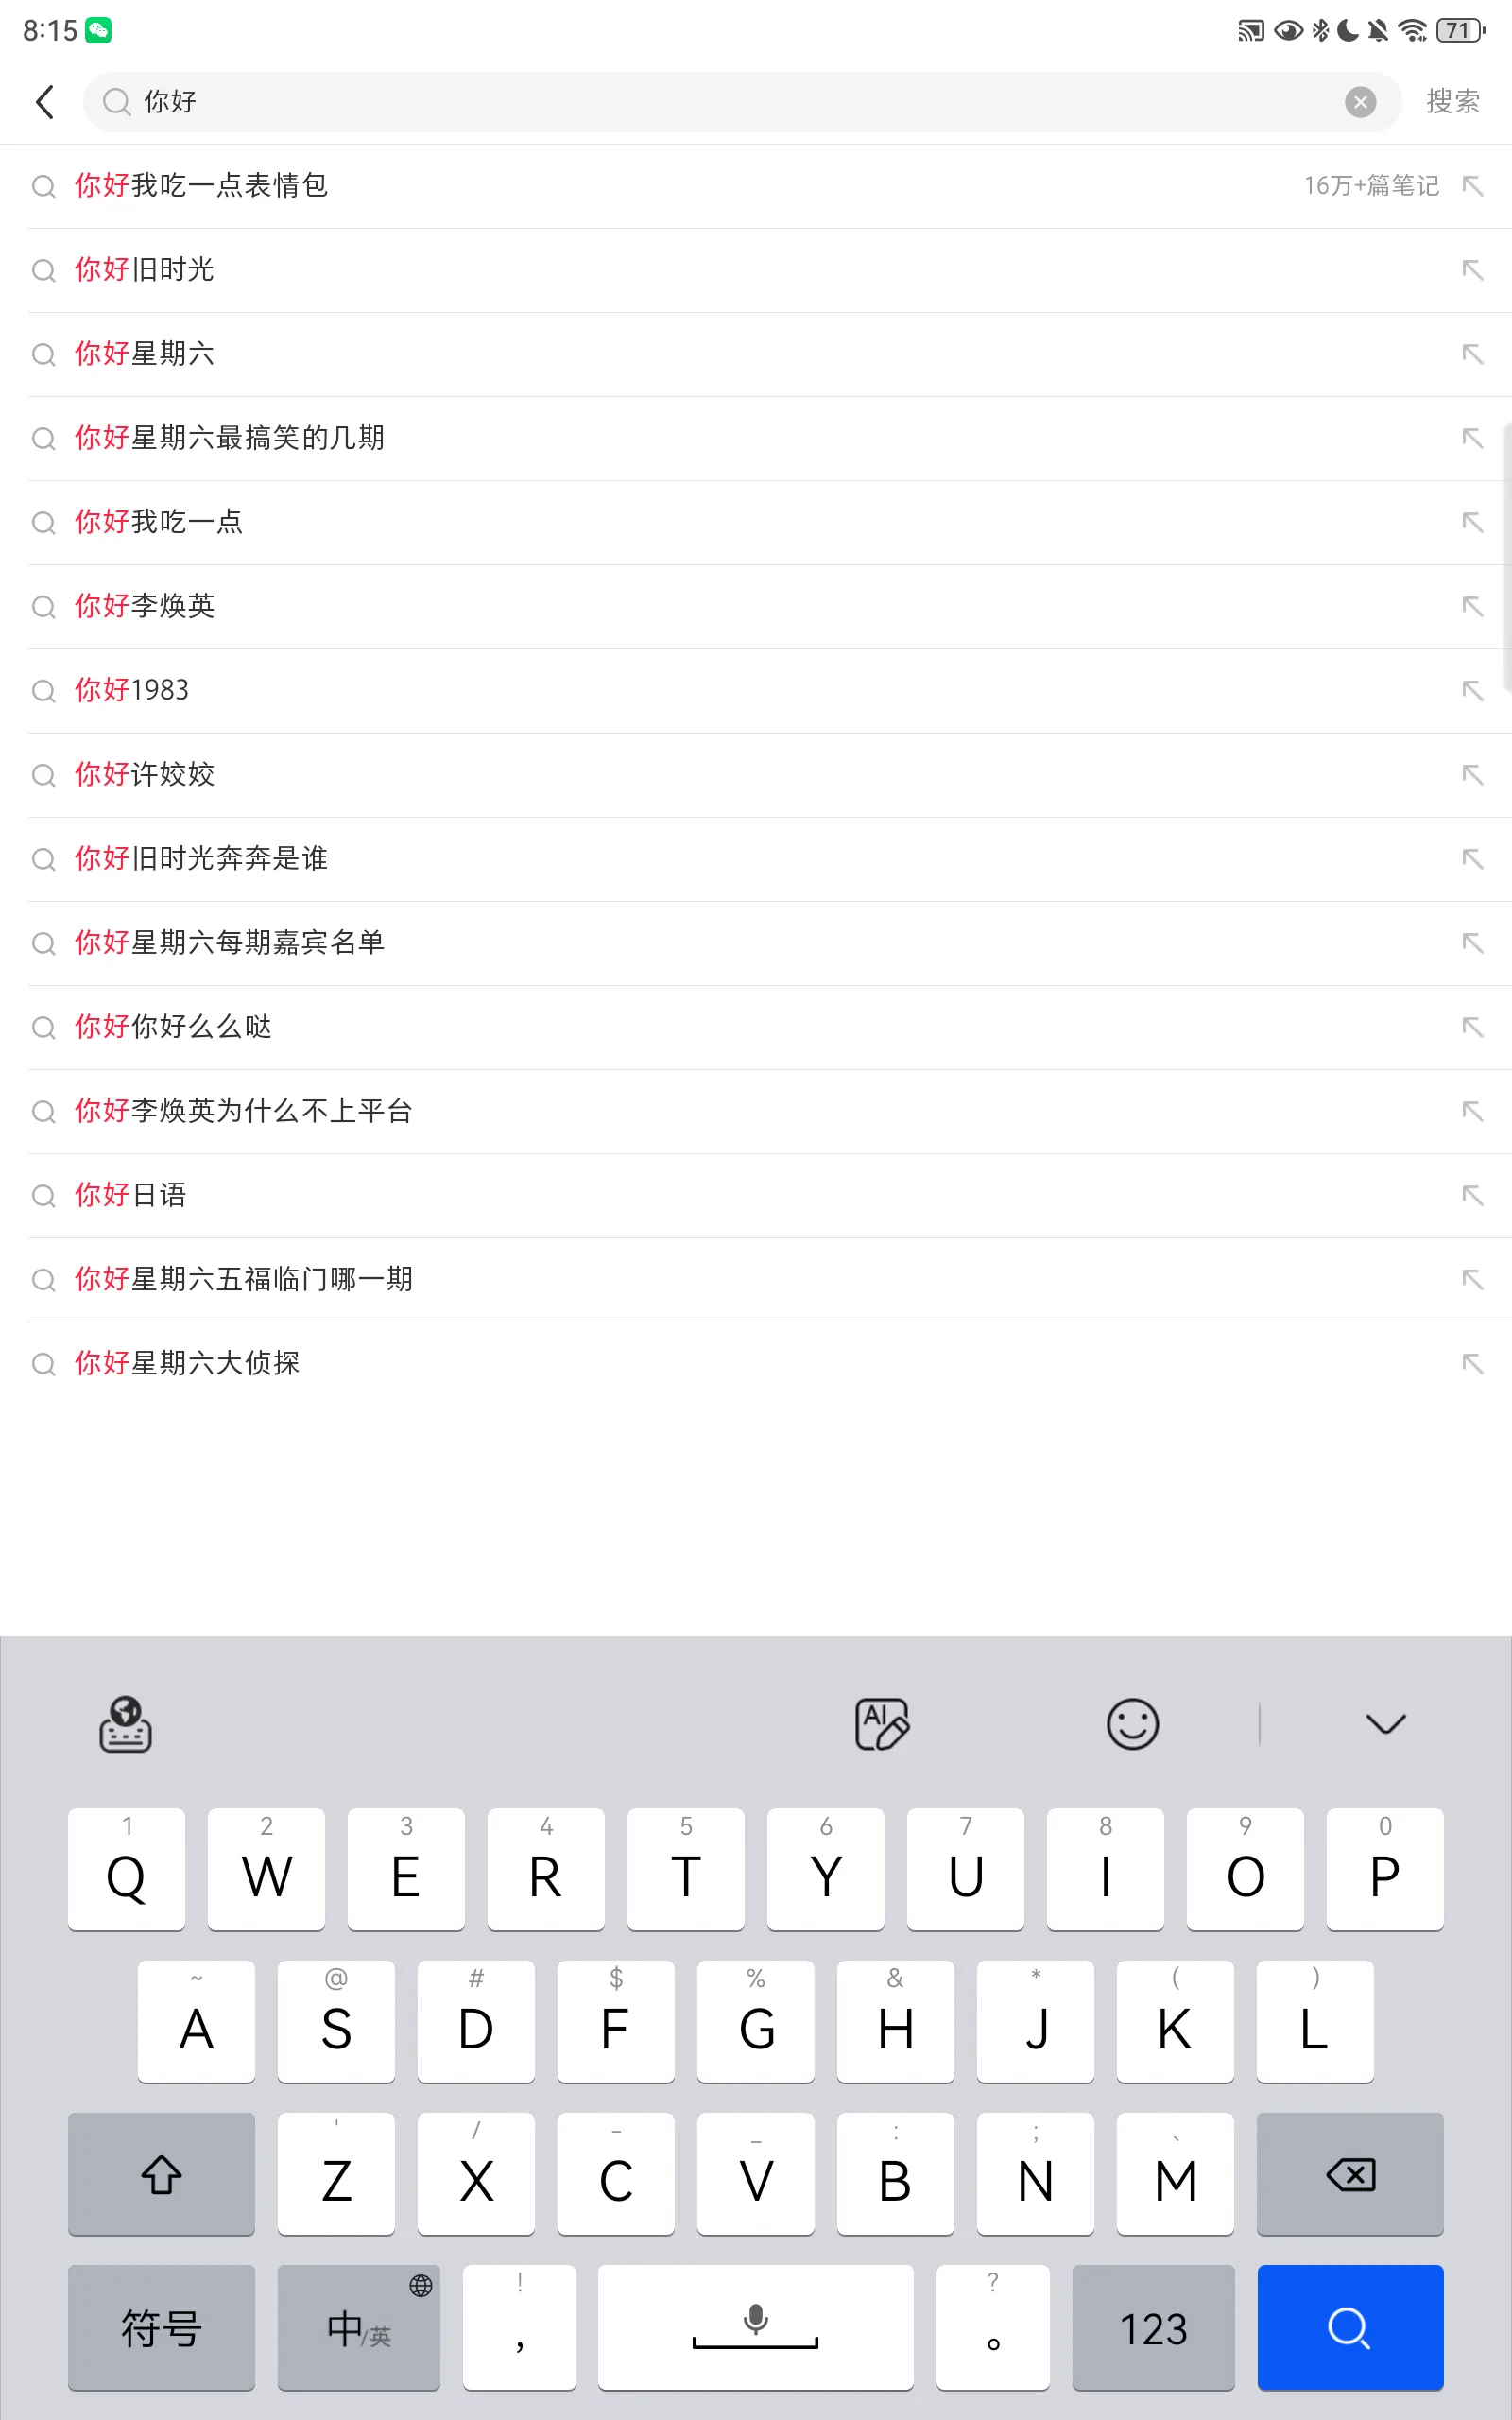 8:15
71
你好
搜索
你好我吃一点表情包 16万+篇笔记
你好旧时光
你好星期六
你好星期六最搞笑的几期
你好我吃一点
你好李焕英
你好1983
你好许姣姣
你好旧时光奔奔是谁
你好星期六每期嘉宾名单
你好你好么么哒
你好李焕英为什么不上平台
你好日语
你好星期六五福临门哪一期
你好星期六大侦探
AI
1 2 3 4 5 6 7 8 9 0
Q W E R T Y U I O P
~ @ # $ % & * ( )
A S D F G H J K L
' / - _ : ; 、
Z X C V B N M
! ?
符号 中/英 , 。 123